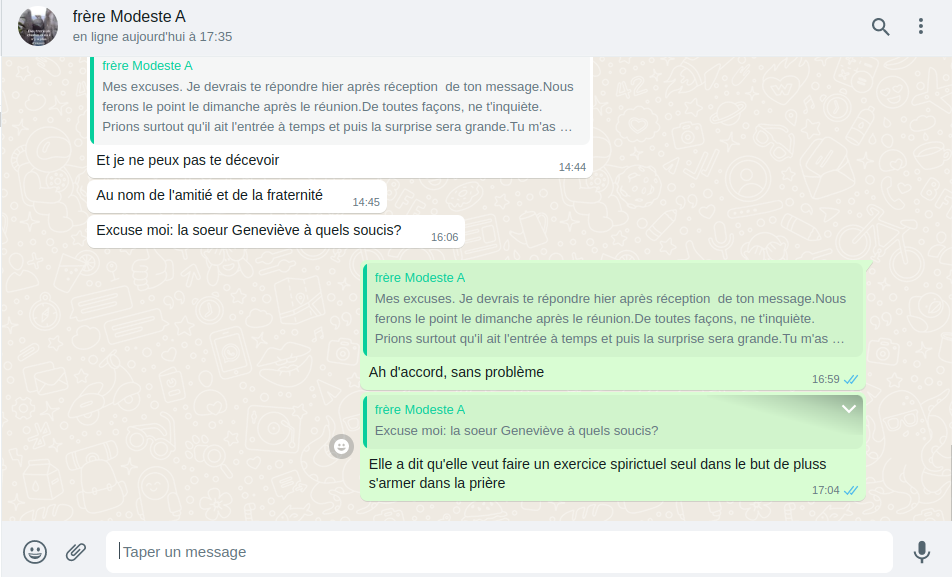 frère Modeste A
en ligne aujourd'hui à 17:35
frère Modeste A
Mes excuses. Je devrais te répondre hier après réception  de ton message.Nous
ferons le point le dimanche après le réunion.De toutes façons, ne t'inquiète.
Prions surtout qu'il ait l'entrée à temps et puis la surprise sera grande.Tu m'as …
Et je ne peux pas te décevoir
14:44
Au nom de l'amitié et de la fraternité
14:45
Excuse moi: la soeur Geneviève à quels soucis?
16:06
frère Modeste A
Mes excuses. Je devrais te répondre hier après réception  de ton message.Nous
ferons le point le dimanche après le réunion.De toutes façons, ne t'inquiète.
Prions surtout qu'il ait l'entrée à temps et puis la surprise sera grande.Tu m'as …
Ah d'accord, sans problème
16:59
frère Modeste A
Excuse moi: la soeur Geneviève à quels soucis?
Elle a dit qu'elle veut faire un exercice spirictuel seul dans le but de pluss
s'armer dans la prière
17:04
Taper un message